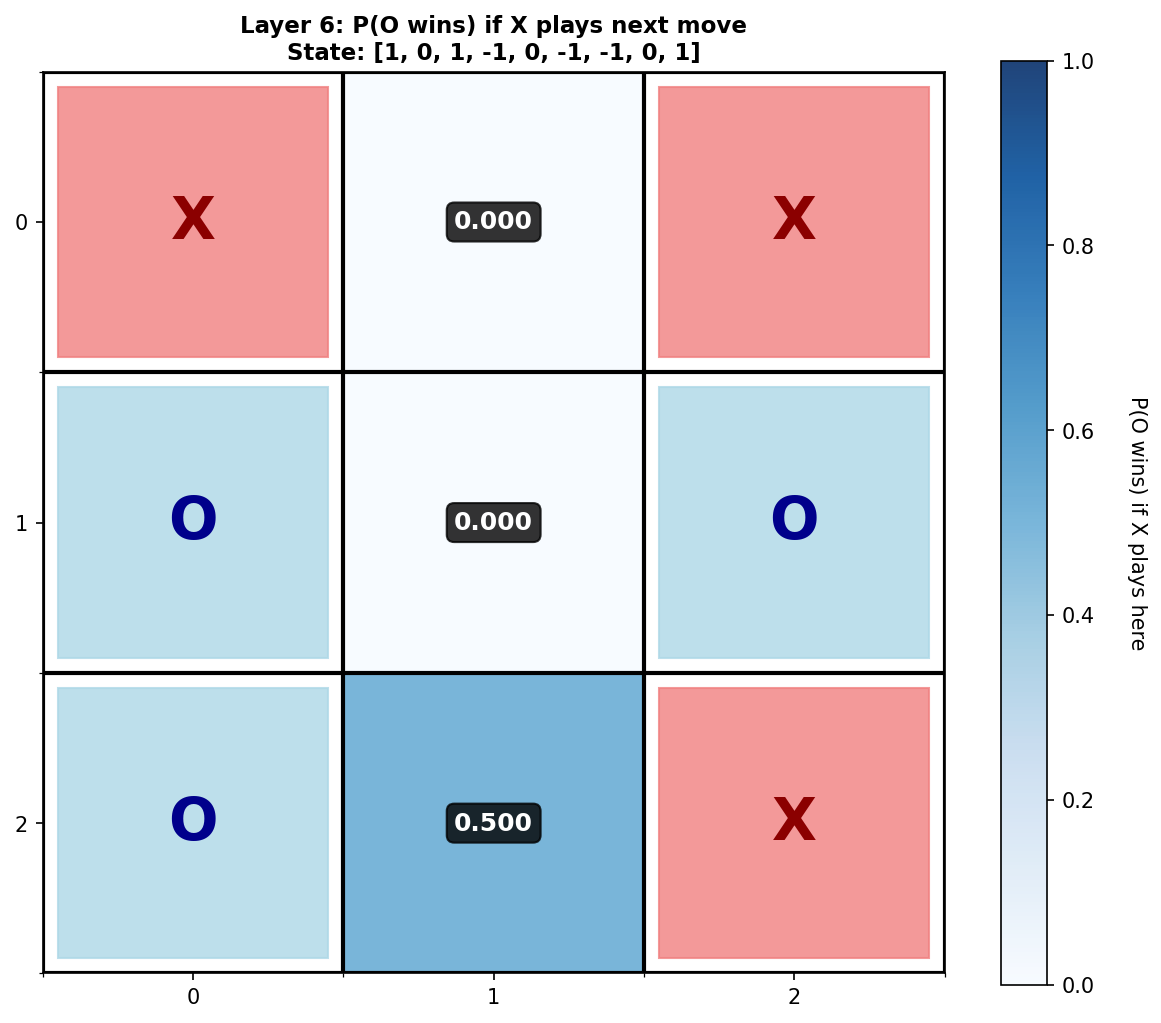 Layer 6: P(O wins) if X plays next move
State: [1, 0, 1, -1, 0, -1, -1, 0, 1]
X
0.000
X
O
0.000
O
O
0.500
X
0
1
2
0
1
2
1.0
0.8
0.6
0.4
0.2
0.0
P(O wins) if X plays here